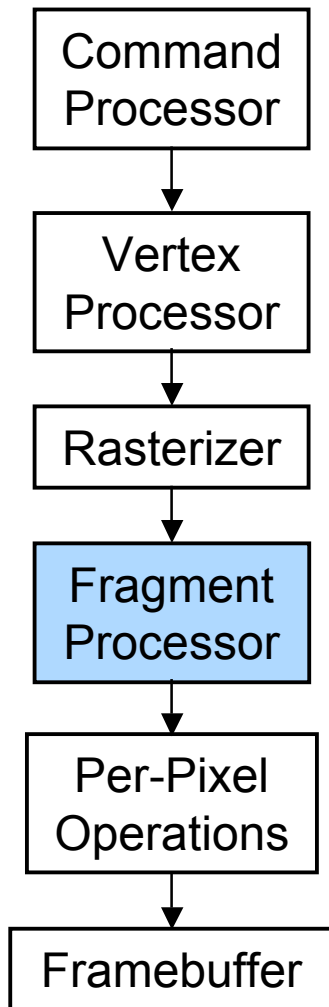 Command
Processor
Vertex
Processor
Rasterizer
Fragment
Processor
Per-Pixel
Operations
Framebuffer